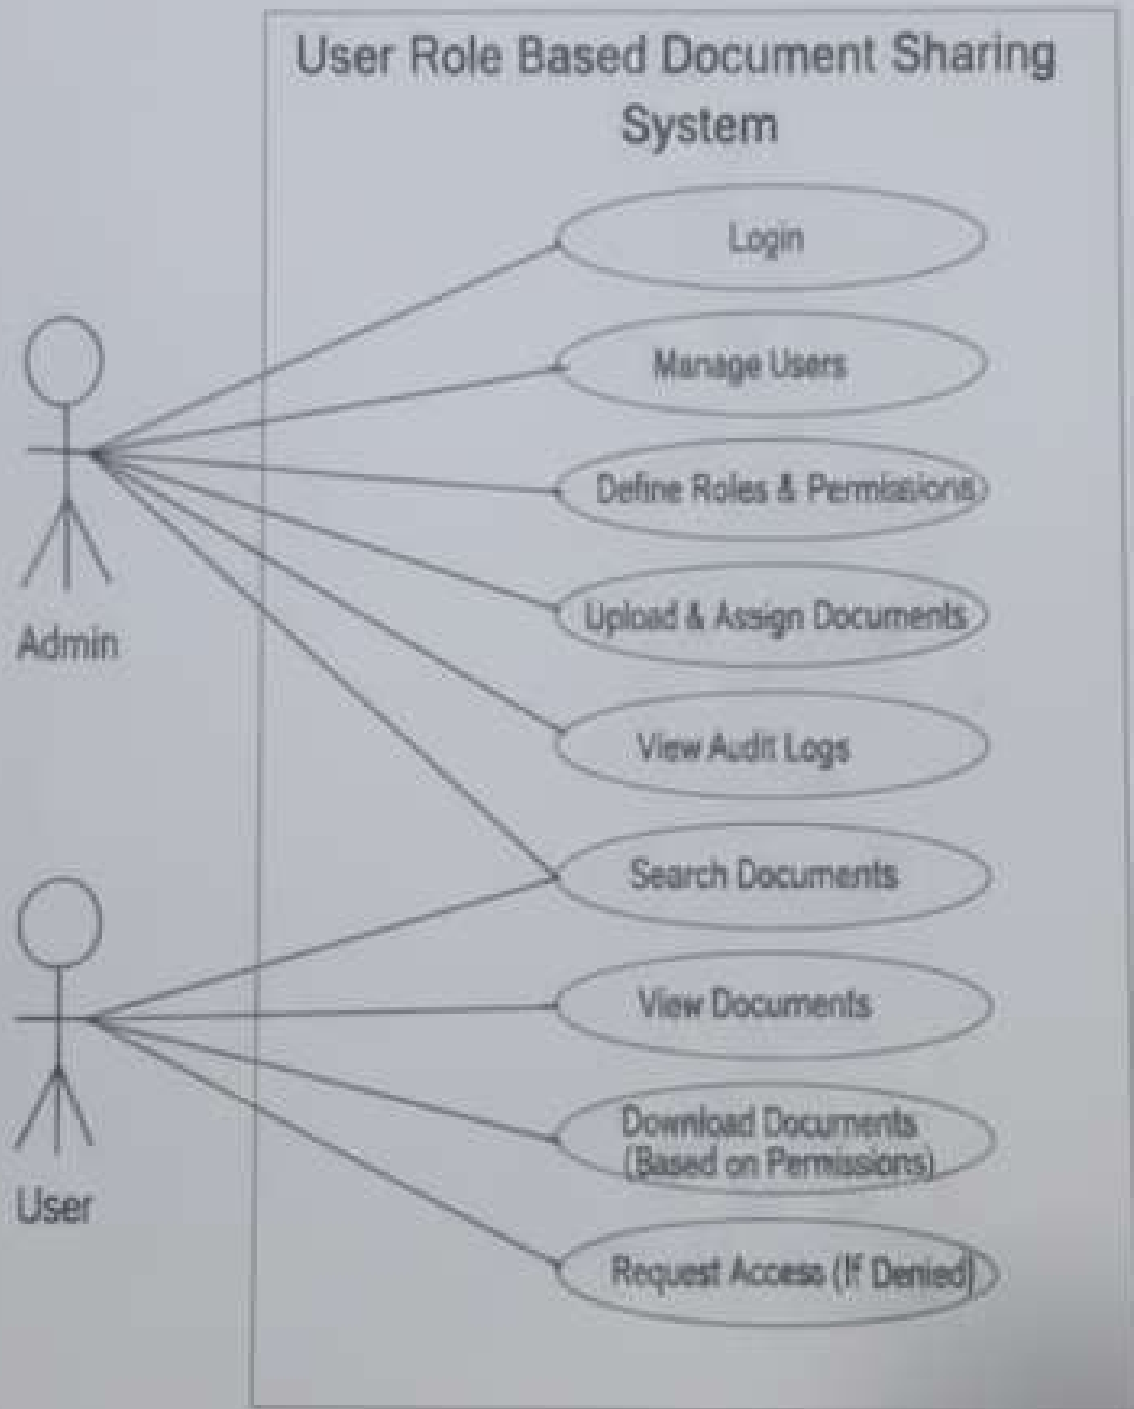 User Role Based Document Sharing
System
Login
Manage Users
Define Roles & Permissions
Upload & Assign Documents
View Audit Logs
Search Documents
View Documents
Download Documents
(Based on Permissions)
Request Access (If Denied)
Admin
User